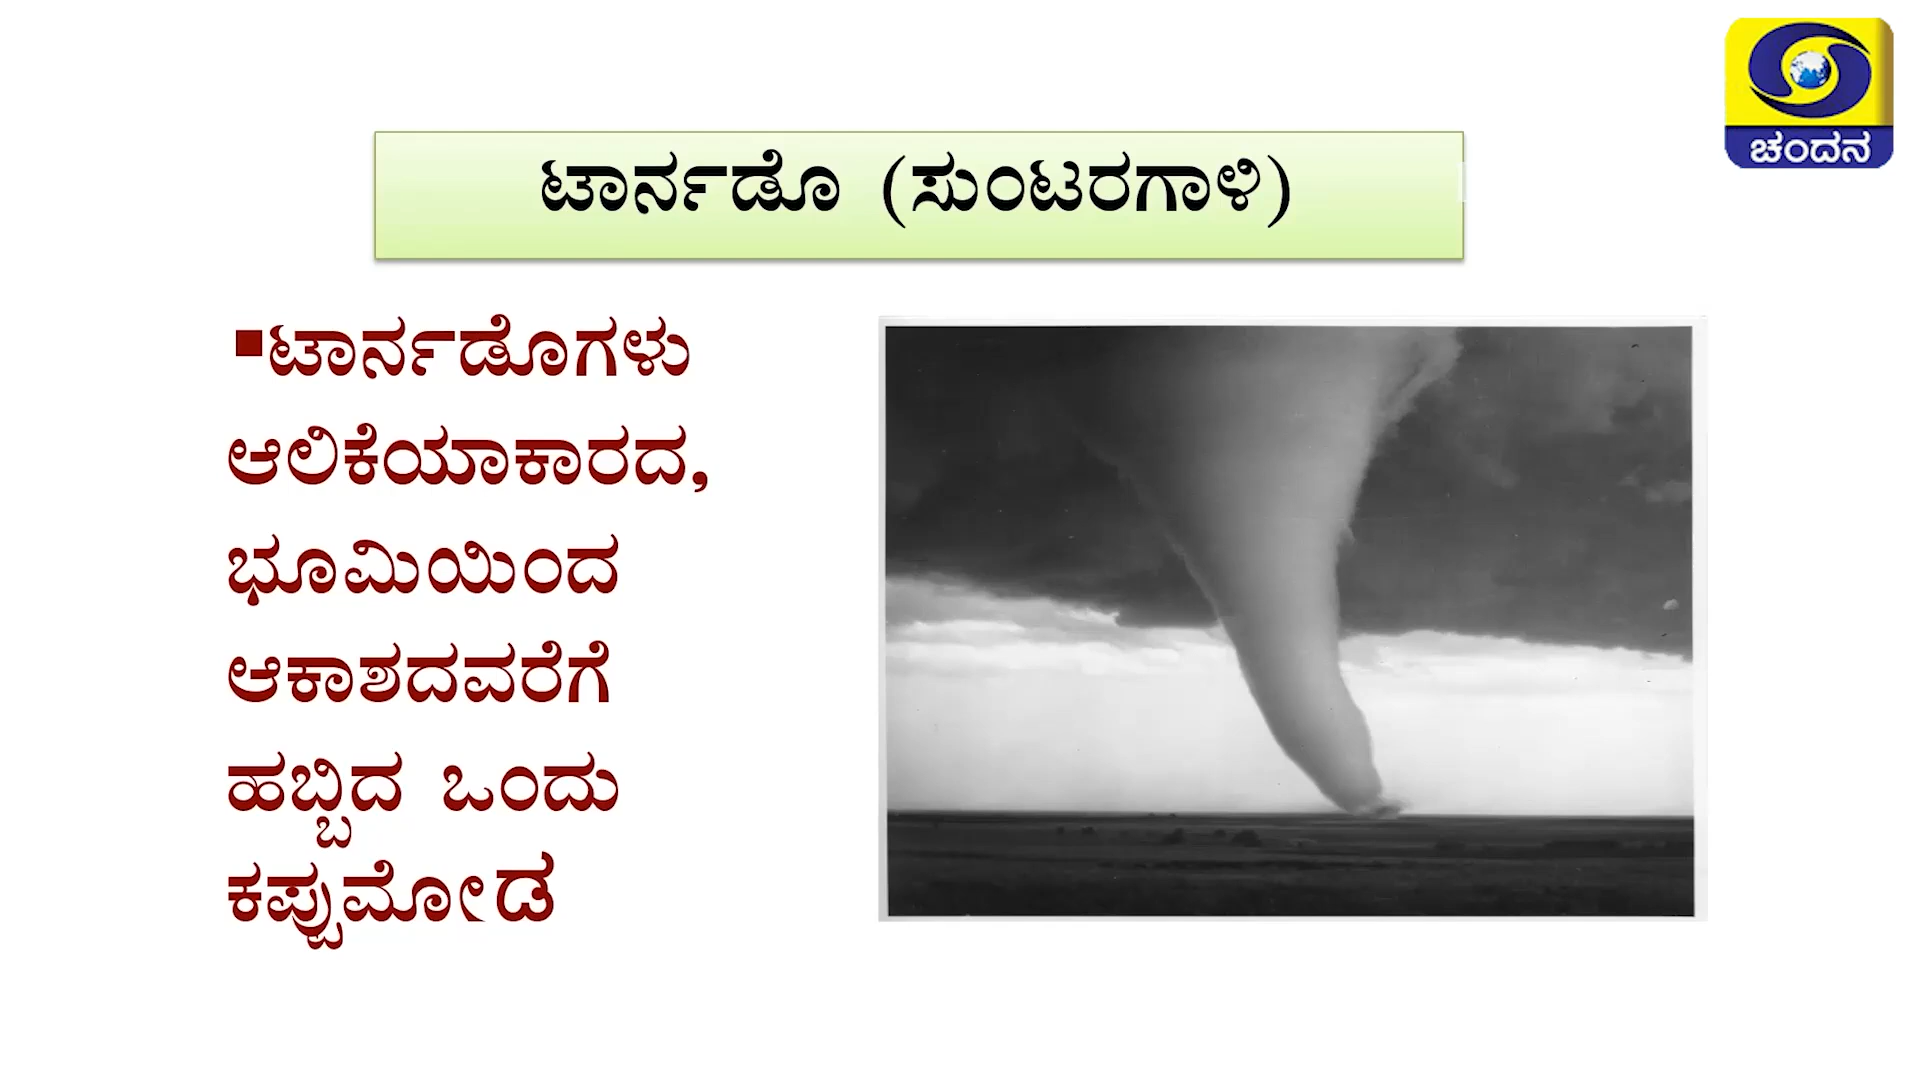 ಚಂದನ
ಟಾರ್ನಡೊ (ಸುಂಟರಗಾಳಿ)
▪ಟಾರ್ನಡೊಗಳು
ಆಲಿಕೆಯಾಕಾರದ,
ಭೂಮಿಯಿಂದ
ಆಕಾಶದವರೆಗೆ
ಹಬ್ಬಿದ ಒಂದು
ಕಪ್ಪುಮೋಡ